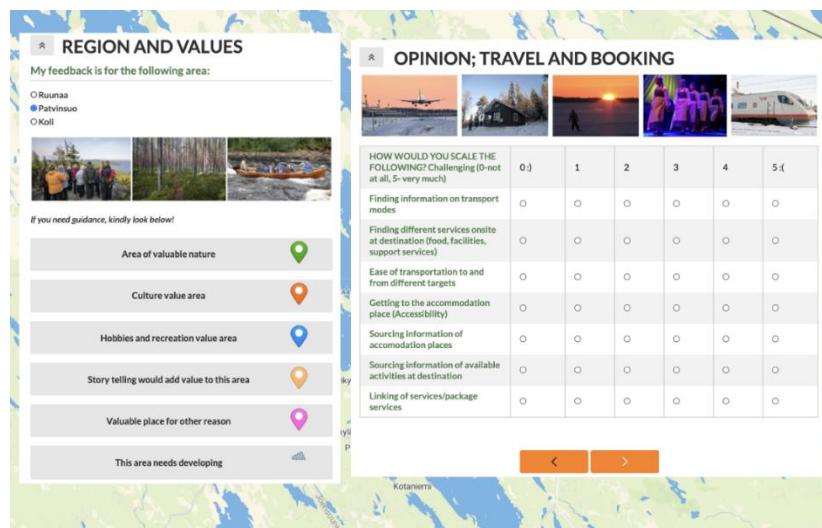 REGION AND VALUES
My feedback is for the following area:
Ruunaa
Patvinsuo
Koli
If you need guidance, kindly look below!
Area of valuable nature
Culture value area
Hobbies and recreation value area
Story telling would add value to this area
Valuable place for other reason
This area needs developing
OPINION; TRAVEL AND BOOKING
HOW WOULD YOU SCALE THE
FOLLOWING? Challenging (0-not
at all, 5- very much)
0 :) 1 2 3 4 5 :(
Finding information on transport
modes
Finding different services onsite
at destination (food, facilities,
support services)
Ease of transportation to and
from different targets
Getting to the accommodation
place (Accessibility)
Sourcing information of
accomodation places
Sourcing information of available
activities at destination
Linking of services/package
services
Kotaniemi